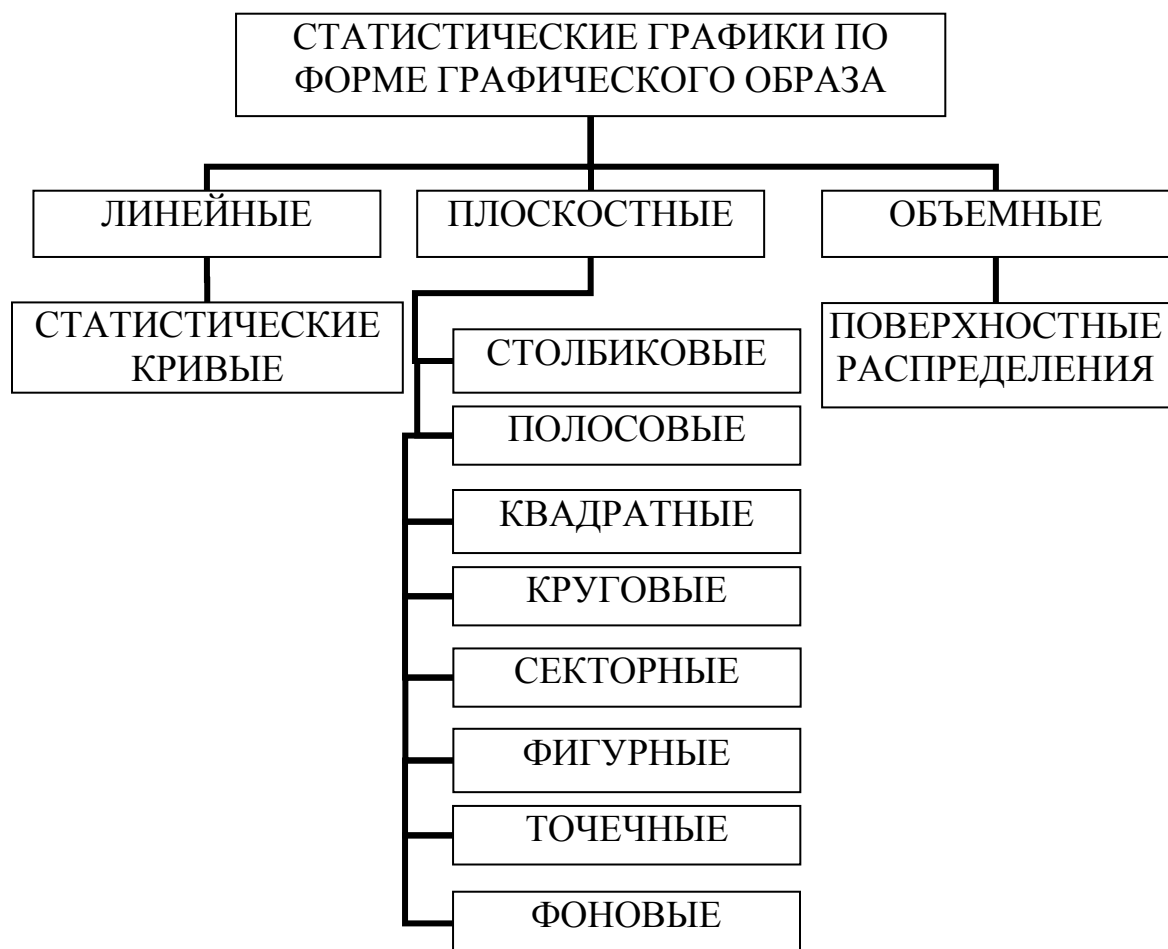 СТАТИСТИЧЕСКИЕ ГРАФИКИ ПО
ФОРМЕ ГРАФИЧЕСКОГО ОБРАЗА
ЛИНЕЙНЫЕ
ПЛОСКОСТНЫЕ
ОБЪЕМНЫЕ
СТАТИСТИЧЕСКИЕ
КРИВЫЕ
СТОЛБИКОВЫЕ
ПОЛОСОВЫЕ
КВАДРАТНЫЕ
КРУГОВЫЕ
СЕКТОРНЫЕ
ФИГУРНЫЕ
ТОЧЕЧНЫЕ
ФОНОВЫЕ
ПОВЕРХНОСТНЫЕ
РАСПРЕДЕЛЕНИЯ